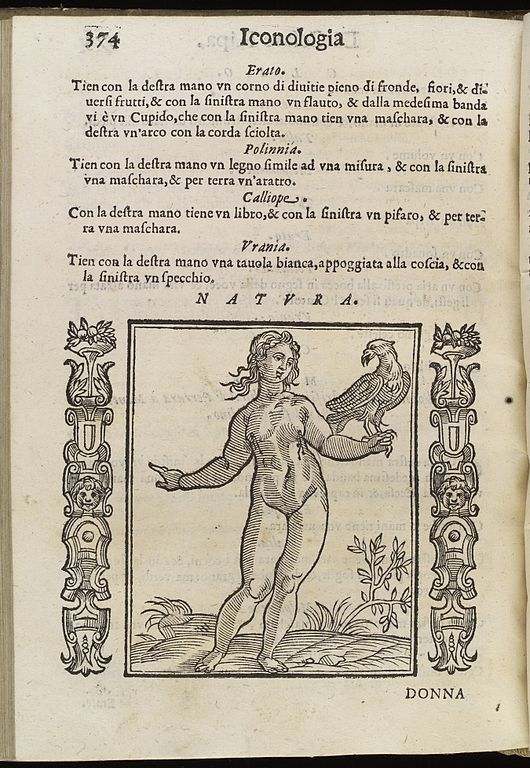 374 Iconologia
Erato.
Tien con la deſtra mano vn corno di diuitie pieno di fronde, fiori,& di-
uerſi frutti,& con la ſiniſtra mano vn flauto, & dalla medeſima banda
vi è vn Cupido,che con la ſiniſtra mano tien vna maſchara, & con la
deſtra vn'arco con la corda ſciolta.
Polinnia.
Tien con la deſtra mano vn legno ſimile ad vna miſura, & con la ſiniſtra
vna maſchara,& per terra vn'aratro.
Calliope.
Con la deſtra mano tiene vn libro,& con la ſiniſtra vn pifaro, & per ter-
ra vna maſchara.
Vrania.
Tien con la deſtra mano vna tauola bianca,appoggiata alla coſcia, &con
la ſiniſtra vn ſpecchio.
N A T V R A.
DONNA